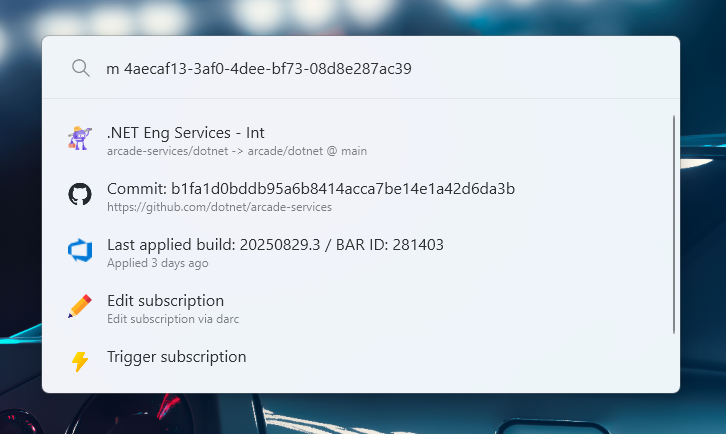 m 4aecaf13-3af0-4dee-bf73-08d8e287ac39
.NET Eng Services - Int
arcade-services/dotnet -> arcade/dotnet @ main
Commit: b1fa1d0bddb95a6b8414acca7be14e1a42d6da3b
https://github.com/dotnet/arcade-services
Last applied build: 20250829.3 / BAR ID: 281403
Applied 3 days ago
Edit subscription
Edit subscription via darc
Trigger subscription